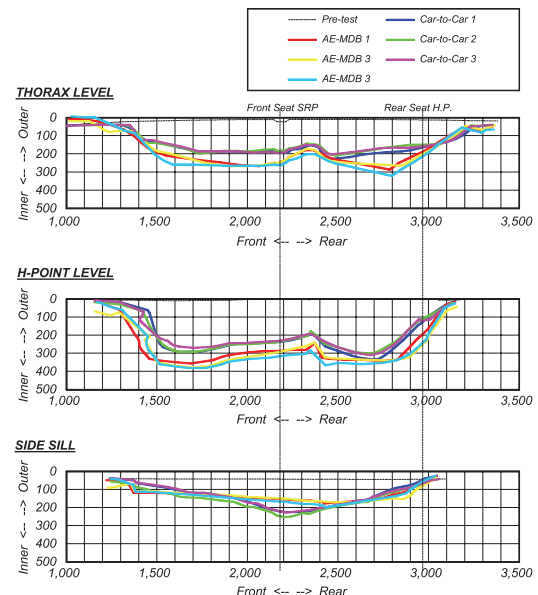 Pre-test
Car-to-Car 1
AE-MDB 1
Car-to-Car 2
AE-MDB 3
Car-to-Car 3
AE-MDB 3
THORAX LEVEL
Front Seat SRP
Rear Seat H.P.
Inner <-- --> Outer
0
100
200
300
400
500
1,000
1,500
2,000
2,500
3,000
3,500
Front <-- --> Rear
H-POINT LEVEL
Inner <-- --> Outer
0
100
200
300
400
500
1,000
1,500
2,000
2,500
3,000
3,500
Front <-- --> Rear
SIDE SILL
Inner <-- --> Outer
0
100
200
300
400
500
1,000
1,500
2,000
2,500
3,000
3,500
Front <-- --> Rear